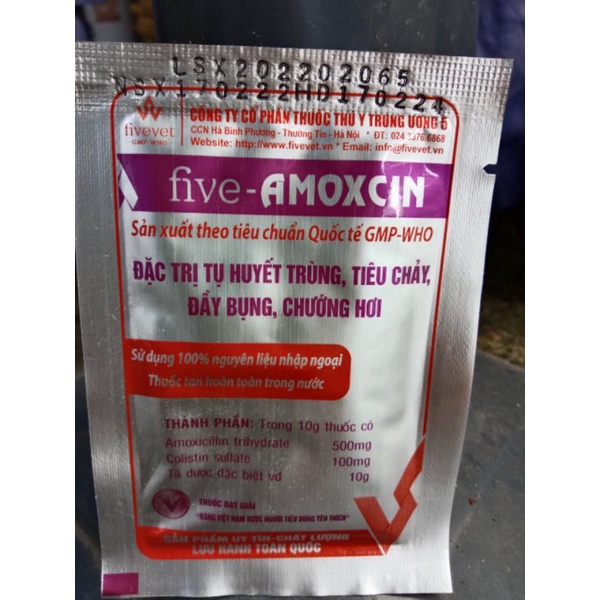 LSX202202065
NSX170222HD170224
fivevet
GMP-WHO
CÔNG TY CỔ PHẦN THUỐC THÚ Y TRUNG ƯƠNG 5
CCN Hà Bình Phương - Thường Tín - Hà Nội * ĐT: 024 3376.6868
Website: http://www.fivevet.vn * Email: info@fivevet.vn
five-AMOXCIN
Sản xuất theo tiêu chuẩn Quốc tế GMP-WHO
ĐẶC TRỊ TỤ HUYẾT TRÙNG, TIÊU CHẢY,
ĐẦY BỤNG, CHƯỚNG HƠI
Sử dụng 100% nguyên liệu nhập ngoại
Thuốc tan hoàn toàn trong nước
THÀNH PHẦN: Trong 10g thuốc có
Amoxicillin trihydrate 500mg
Colistin sulfate 100mg
Tá dược đặc biệt vđ 10g
THUỐC ĐẠT GIẢI
"HÀNG VIỆT NAM ĐƯỢC NGƯỜI TIÊU DÙNG YÊU THÍCH"
SẢN PHẨM UY TÍN-CHẤT LƯỢNG
LƯU HÀNH TOÀN QUỐC